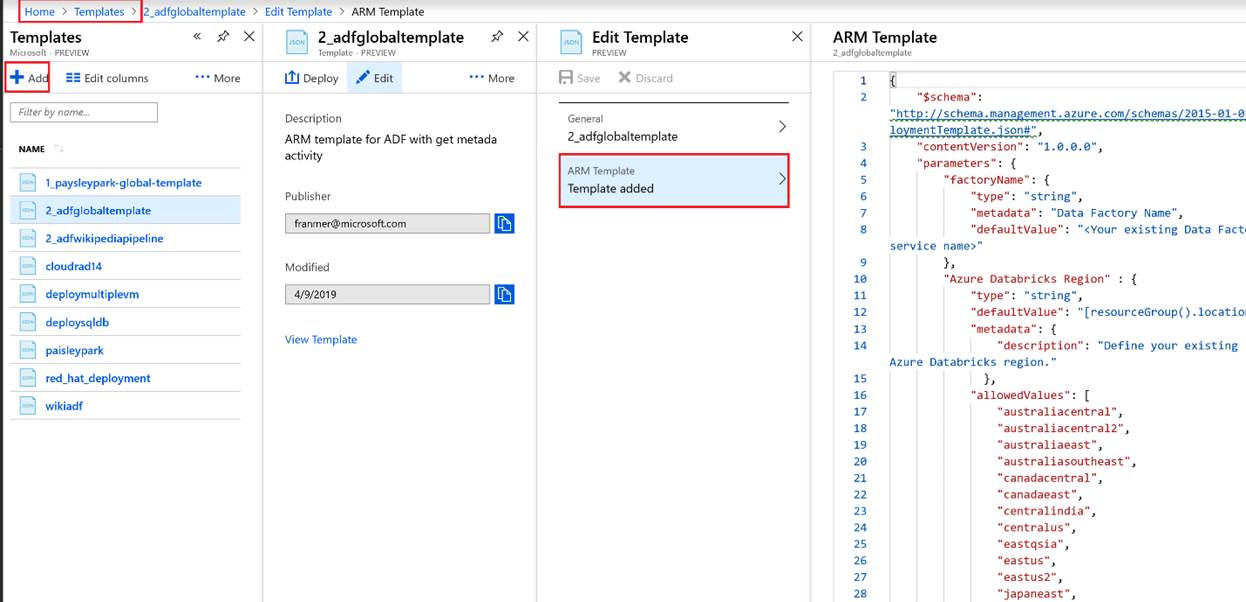 Home > Templates > 2_adfglobaltemplate > Edit Template > ARM Template
Templates
Microsoft - PREVIEW
+ Add
Edit columns
··· More
Filter by name...
NAME
1_paysleypark-global-template
2_adfglobaltemplate
2_adfwikipediapipeline
cloudrad14
deploymultiplevm
deploysqldb
paisleypark
red_hat_deployment
wikiadf
2_adfglobaltemplate
Template - PREVIEW
Deploy
Edit
··· More
Description
ARM template for ADF with get metada
activity
Publisher
franmer@microsoft.com
Modified
4/9/2019
View Template
Edit Template
PREVIEW
Save
Discard
General
2_adfglobaltemplate
ARM Template
Template added
ARM Template
2_adfglobaltemplate
1 {
2 "$schema":
"http://schema.management.azure.com/schemas/2015-01-0
loymentTemplate.json#",
3 "contentVersion": "1.0.0.0",
4 "parameters": {
5 "factoryName": {
6 "type": "string",
7 "metadata": "Data Factory Name",
8 "defaultValue": "<Your existing Data Facto
service name>"
9 },
10 "Azure Databricks Region" : {
11 "type": "string",
12 "defaultValue": "[resourceGroup().location
13 "metadata": {
14 "description": "Define your existing
Azure Databricks region."
15 },
16 "allowedValues": [
17 "australiacentral",
18 "australiacentral2",
19 "australiaeast",
20 "australiasoutheast",
21 "canadacentral",
22 "canadaeast",
23 "centralindia",
24 "centralus",
25 "eastqsia",
26 "eastus",
27 "eastus2",
28 "japaneast",